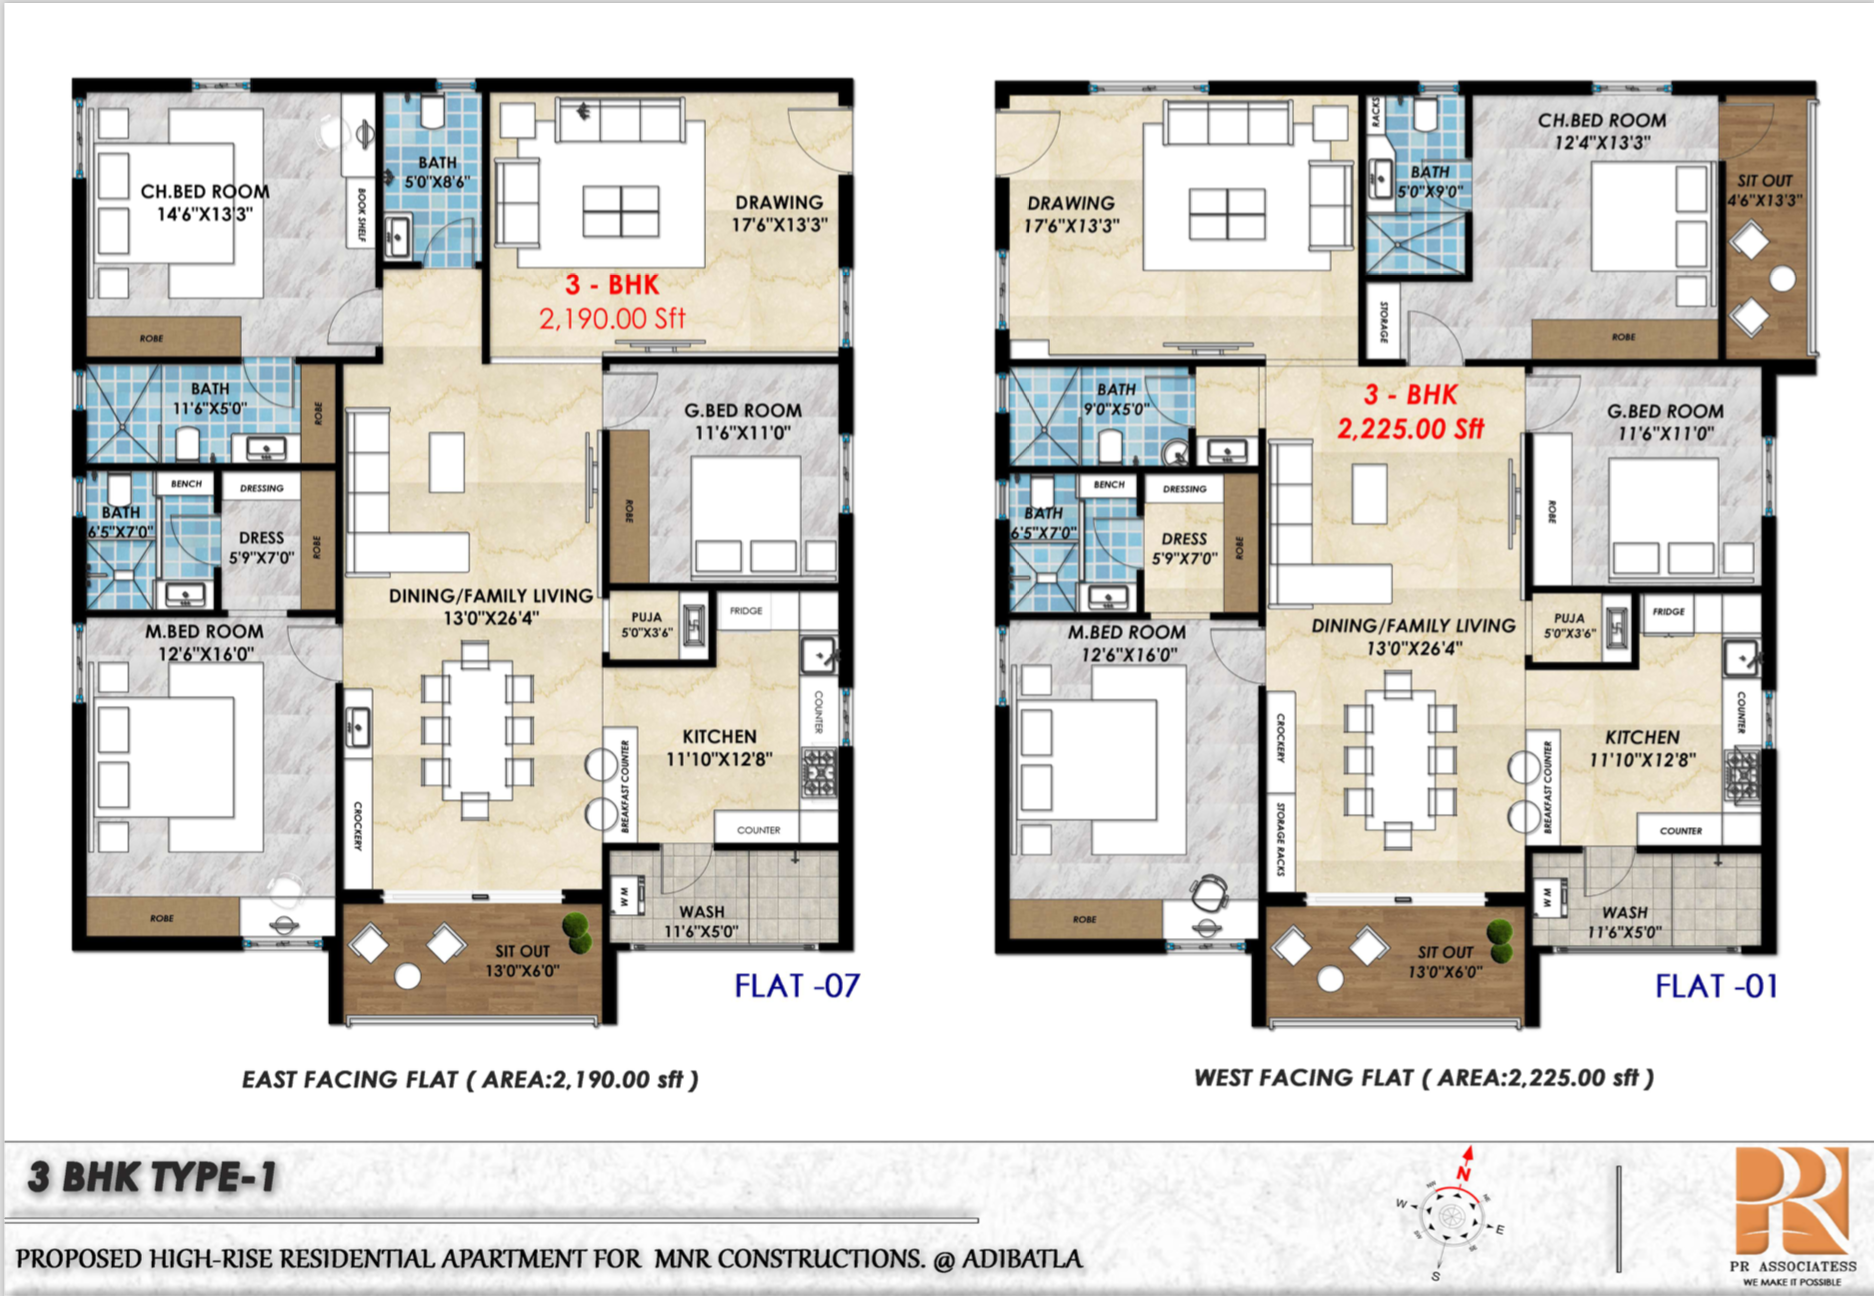 CH.BED ROOM
14'6"X13'3"
BOOK SHELF
ROBE
BATH
5'0"X8'6"
DRAWING
17'6"X13'3"
3 - BHK
2,190.00 Sft
BATH
11'6"X5'0"
ROBE
G.BED ROOM
11'6"X11'0"
ROBE
BATH
6'5"X7'0"
BENCH
DRESSING
DRESS
5'9"X7'0"
ROBE
DINING/FAMILY LIVING
13'0"X26'4"
PUJA
5'0"X3'6"
FRIDGE
M.BED ROOM
12'6"X16'0"
COUNTER
KITCHEN
11'10"X12'8"
BREAKFAST COUNTER
CROCKERY
COUNTER
ROBE
W M
WASH
11'6"X5'0"
SIT OUT
13'0"X6'0"
FLAT -07
EAST FACING FLAT ( AREA:2,190.00 sft )
DRAWING
17'6"X13'3"
RACKS
BATH
5'0"X9'0"
CH.BED ROOM
12'4"X13'3"
SIT OUT
4'6"X13'3"
STORAGE
ROBE
BATH
9'0"X5'0"
3 - BHK
2,225.00 Sft
G.BED ROOM
11'6"X11'0"
ROBE
BATH
6'5"X7'0"
BENCH
DRESSING
DRESS
5'9"X7'0"
ROBE
DINING/FAMILY LIVING
13'0"X26'4"
PUJA
5'0"X3'6"
FRIDGE
M.BED ROOM
12'6"X16'0"
CROCKERY
STORAGE RACKS
COUNTER
KITCHEN
11'10"X12'8"
BREAKFAST COUNTER
COUNTER
ROBE
W M
WASH
11'6"X5'0"
SIT OUT
13'0"X6'0"
FLAT -01
WEST FACING FLAT ( AREA:2,225.00 sft )
3 BHK TYPE-1
PROPOSED HIGH-RISE RESIDENTIAL APARTMENT FOR MNR CONSTRUCTIONS. @ ADIBATLA
N
W
E
S
PR
PR ASSOCIATESS
WE MAKE IT POSSIBLE